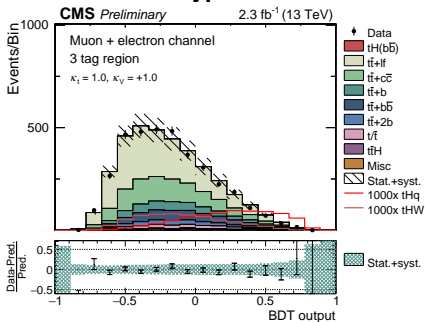 CMS Preliminary 2.3 fb⁻¹ (13 TeV)
Events/Bin
1000
500
Muon + electron channel
3 tag region
κt = 1.0, κV = +1.0
Data
tH(bb̄)
tt̄+lf
tt̄+cc̄
tt̄+b
tt̄+bb̄
tt̄+2b
t/t̄
tt̄H
Misc
Stat.+syst.
1000x tHq
1000x tHW
Data-Pred.
Pred.
0.5
0.0
−0.5
Stat.+syst.
−1 −0.5 0 0.5 1
BDT output